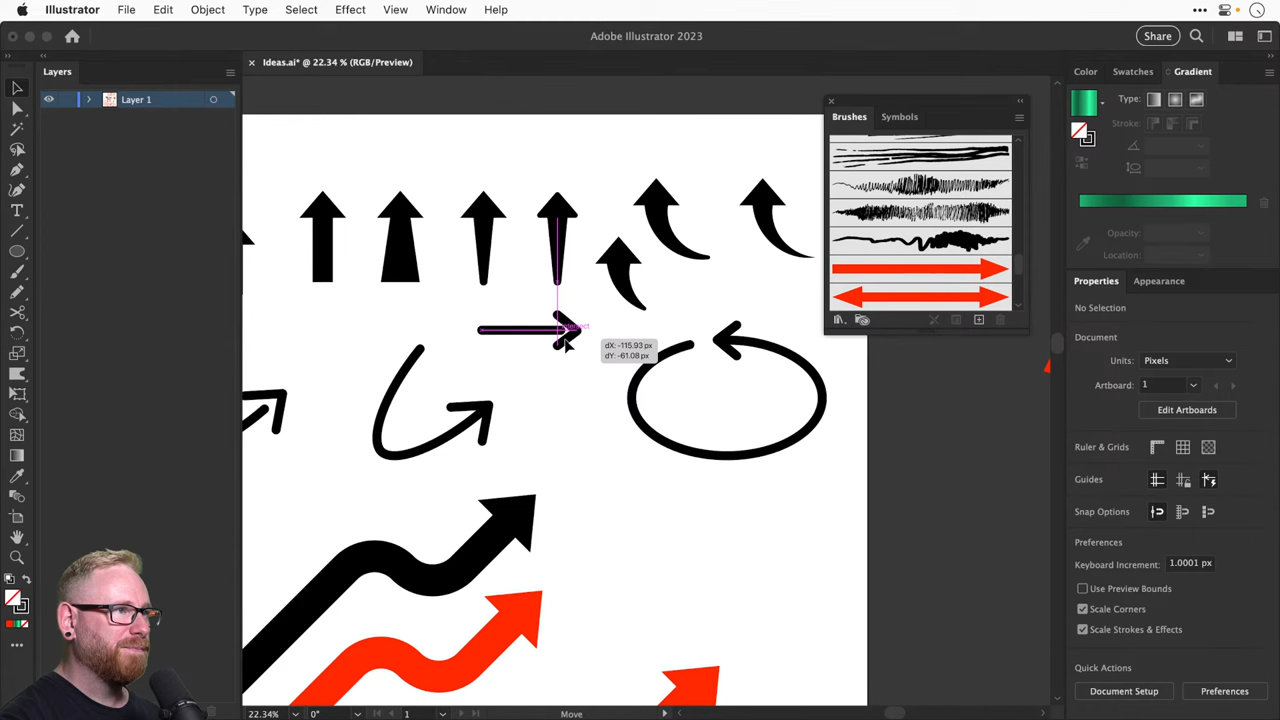 Illustrator File Edit Object Type Select Effect View Window Help
Adobe Illustrator 2023
Share
Layers
× Ideas.ai* @ 22.34 % (RGB/Preview)
Layer 1
Brushes Symbols
Color Swatches Gradient
Type:
Stroke:
Opacity:
Location:
intersect
dX: -115.93 px
dY: -61.08 px
Properties Appearance
No Selection
Document
Units: Pixels
Artboard: 1
Edit Artboards
Ruler & Grids
Guides
Snap Options
Preferences
Keyboard Increment: 1.0001 px
Use Preview Bounds
Scale Corners
Scale Strokes & Effects
Quick Actions
Document Setup Preferences
22.34% 0° 1 Move